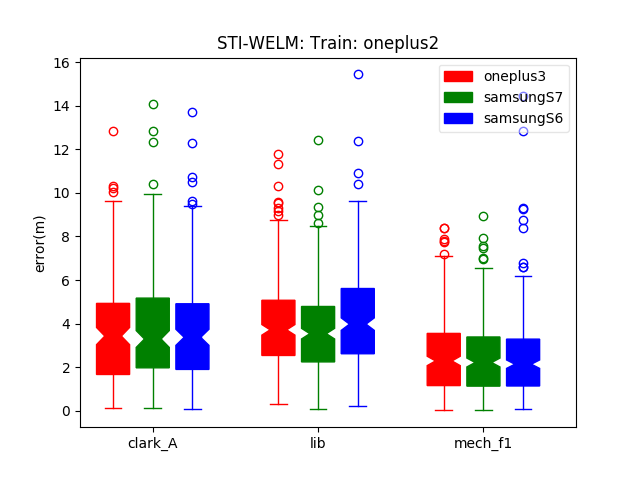 STI-WELM: Train: oneplus2
oneplus3
samsungS7
samsungS6
error(m)
16
14
12
10
8
6
4
2
0
clark_A
lib
mech_f1